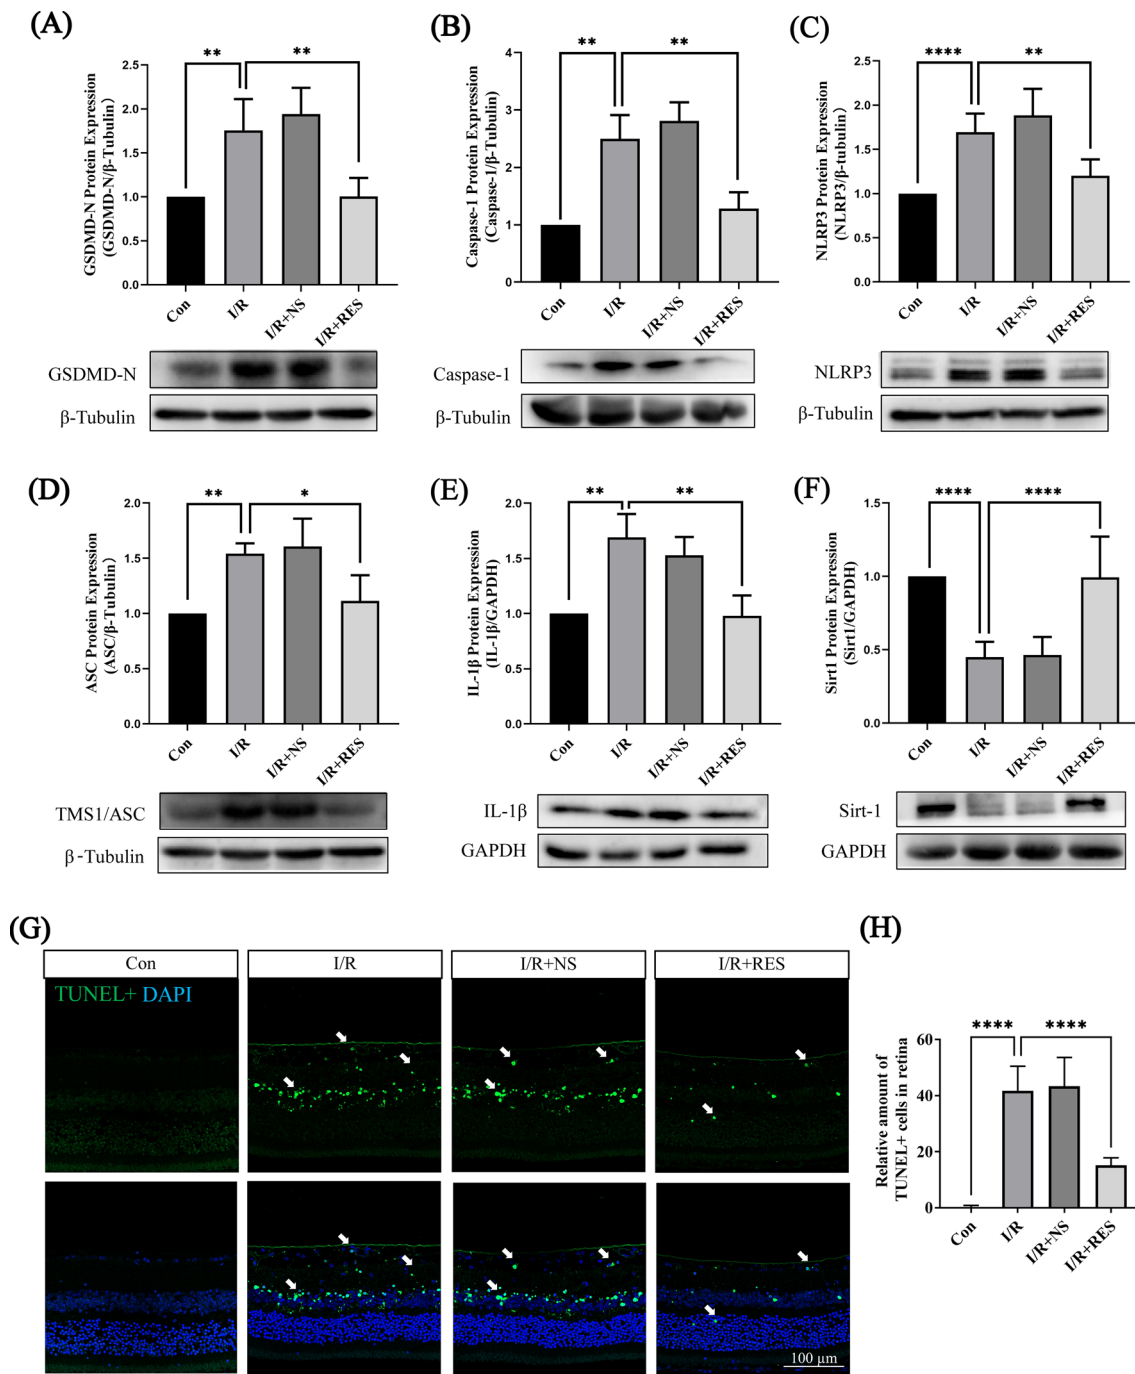 (A)
** **
GSDMD-N Protein Expression
(GSDMD-N/β-Tubulin)
2.5
2.0
1.5
1.0
0.5
0.0
Con I/R I/R+NS I/R+RES
GSDMD-N
β-Tubulin
(B)
** **
Caspase-1 Protein Expression
(Caspase-1/β-Tubulin)
4
3
2
1
0
Con I/R I/R+NS I/R+RES
Caspase-1
β-Tubulin
(C)
**** **
NLRP3 Protein Expression
(NLRP3/β-tubulin)
2.5
2.0
1.5
1.0
0.5
0.0
Con I/R I/R+NS I/R+RES
NLRP3
β-Tubulin
(D)
** *
ASC Protein Expression
(ASC/β-Tubulin)
2.0
1.5
1.0
0.5
0.0
Con I/R I/R+NS I/R+RES
TMS1/ASC
β-Tubulin
(E)
** **
IL-1β Protein Expression
(IL-1β/GAPDH)
2.0
1.5
1.0
0.5
0.0
Con I/R I/R+NS I/R+RES
IL-1β
GAPDH
(F)
**** ****
Sirt1 Protein Expression
(Sirt1/GAPDH)
1.5
1.0
0.5
0.0
Con I/R I/R+NS I/R+RES
Sirt-1
GAPDH
(G)
Con I/R I/R+NS I/R+RES
TUNEL+ DAPI
100 μm
(H)
**** ****
Relative amount of
TUNEL+ cells in retina
60
40
20
0
Con I/R I/R+NS I/R+RES